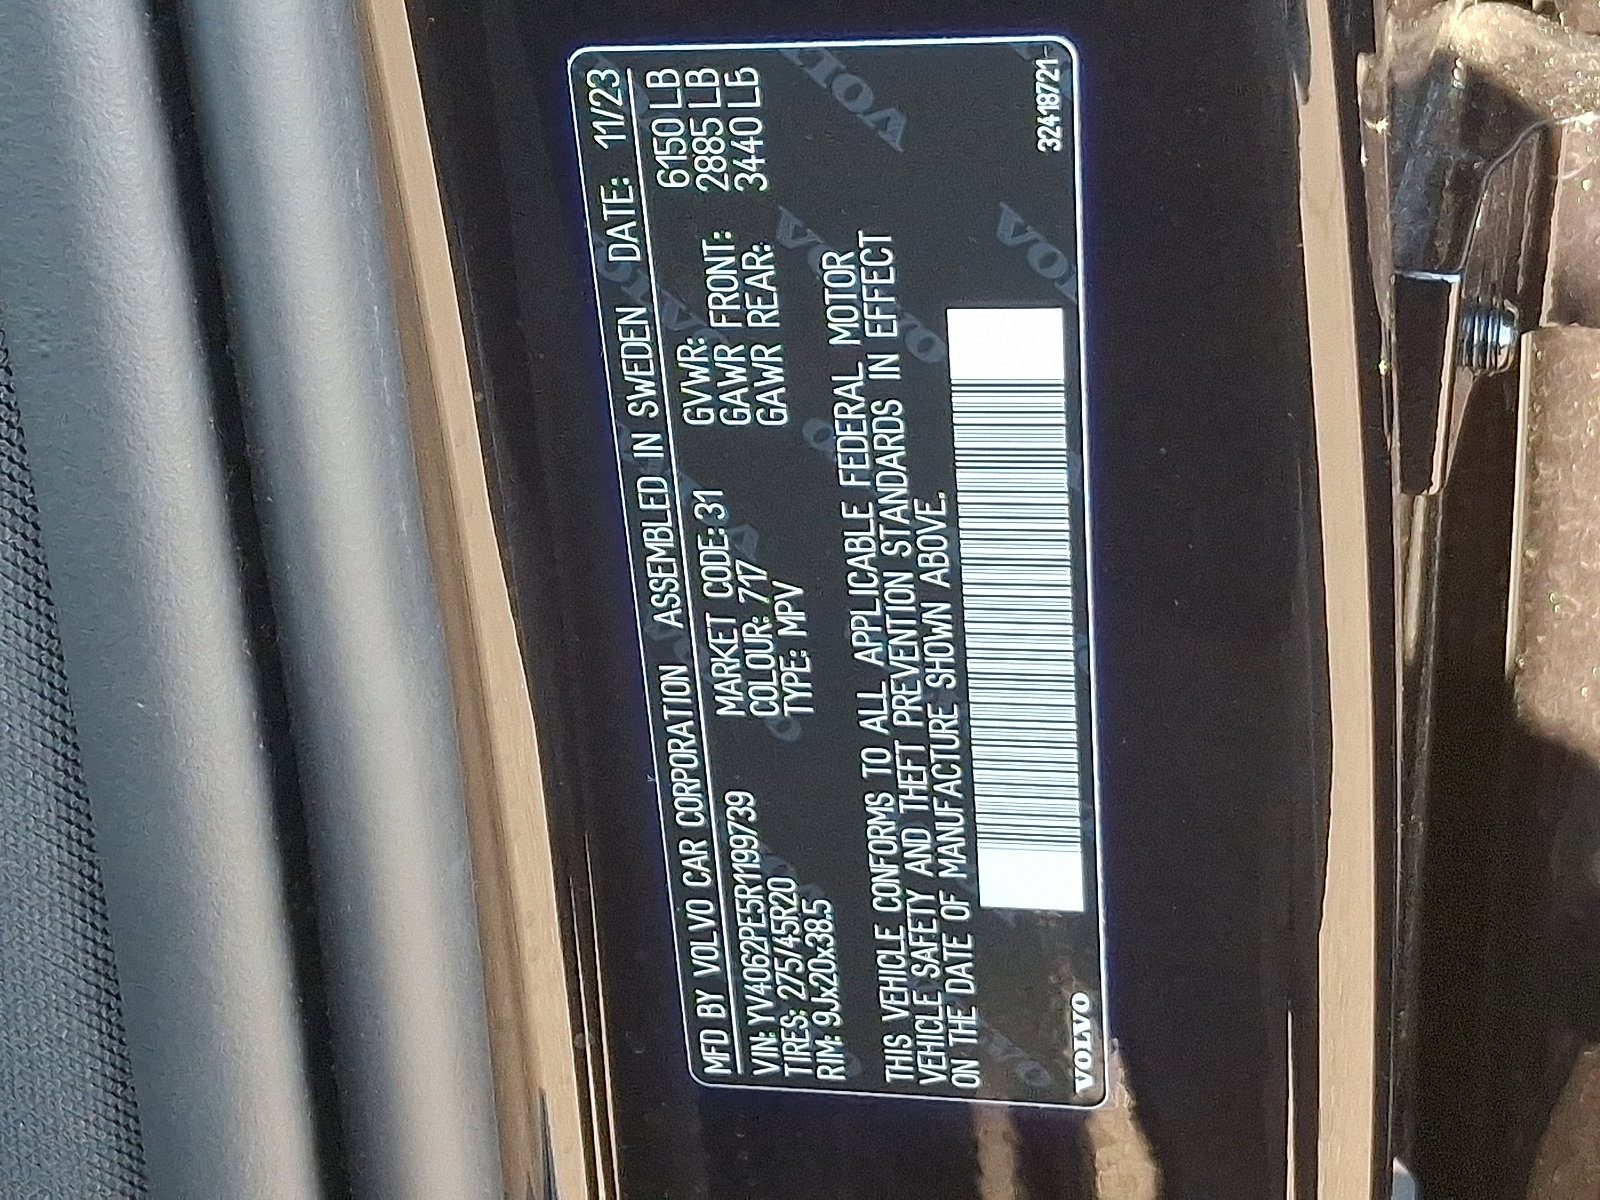 MFD BY VOLVO CAR CORPORATION ASSEMBLED IN SWEDEN DATE: 11/23
VIN: YV4062PE5R1199739 MARKET CODE: 31 GVWR: 6150 LB
TIRES: 275/45R20 COLOUR: 717 GAWR FRONT: 2885 LB
RIM: 9Jx20x38.5 TYPE: MPV GAWR REAR: 3440 LB
THIS VEHICLE CONFORMS TO ALL APPLICABLE FEDERAL MOTOR
VEHICLE SAFETY AND THEFT PREVENTION STANDARDS IN EFFECT
ON THE DATE OF MANUFACTURE SHOWN ABOVE.
VOLVO 32418721